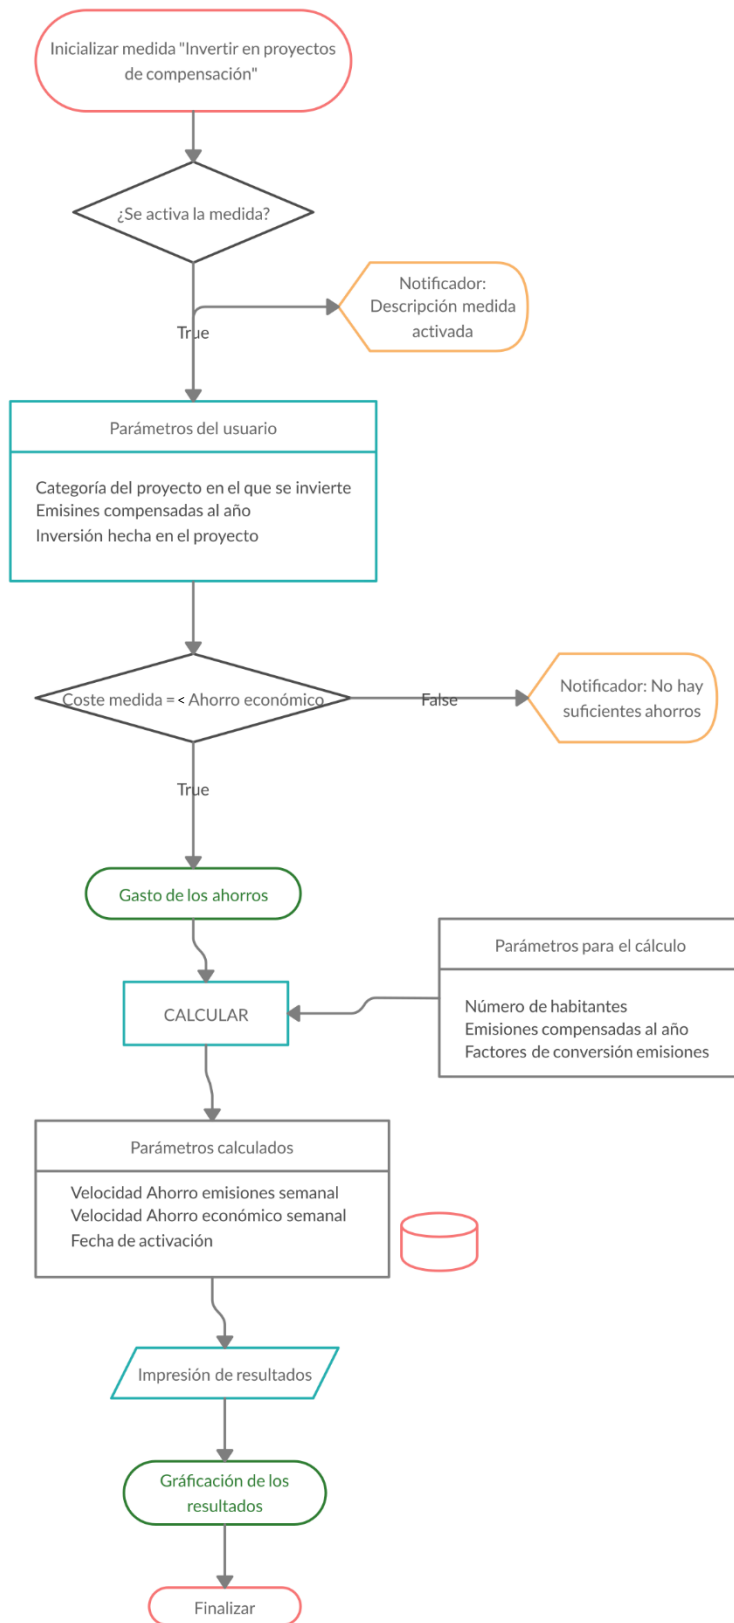 Inicializar medida "Invertir en proyectos
de compensación"
¿Se activa la medida?
Notificador:
Descripción medida
activada
True
Parámetros del usuario
Categoría del proyecto en el que se invierte
Emisines compensadas al año
Inversión hecha en el proyecto
Coste medida = < Ahorro económico
False
Notificador: No hay
suficientes ahorros
True
Gasto de los ahorros
Parámetros para el cálculo
Número de habitantes
Emisiones compensadas al año
Factores de conversión emisiones
CALCULAR
Parámetros calculados
Velocidad Ahorro emisiones semanal
Velocidad Ahorro económico semanal
Fecha de activación
Impresión de resultados
Gráficación de los
resultados
Finalizar